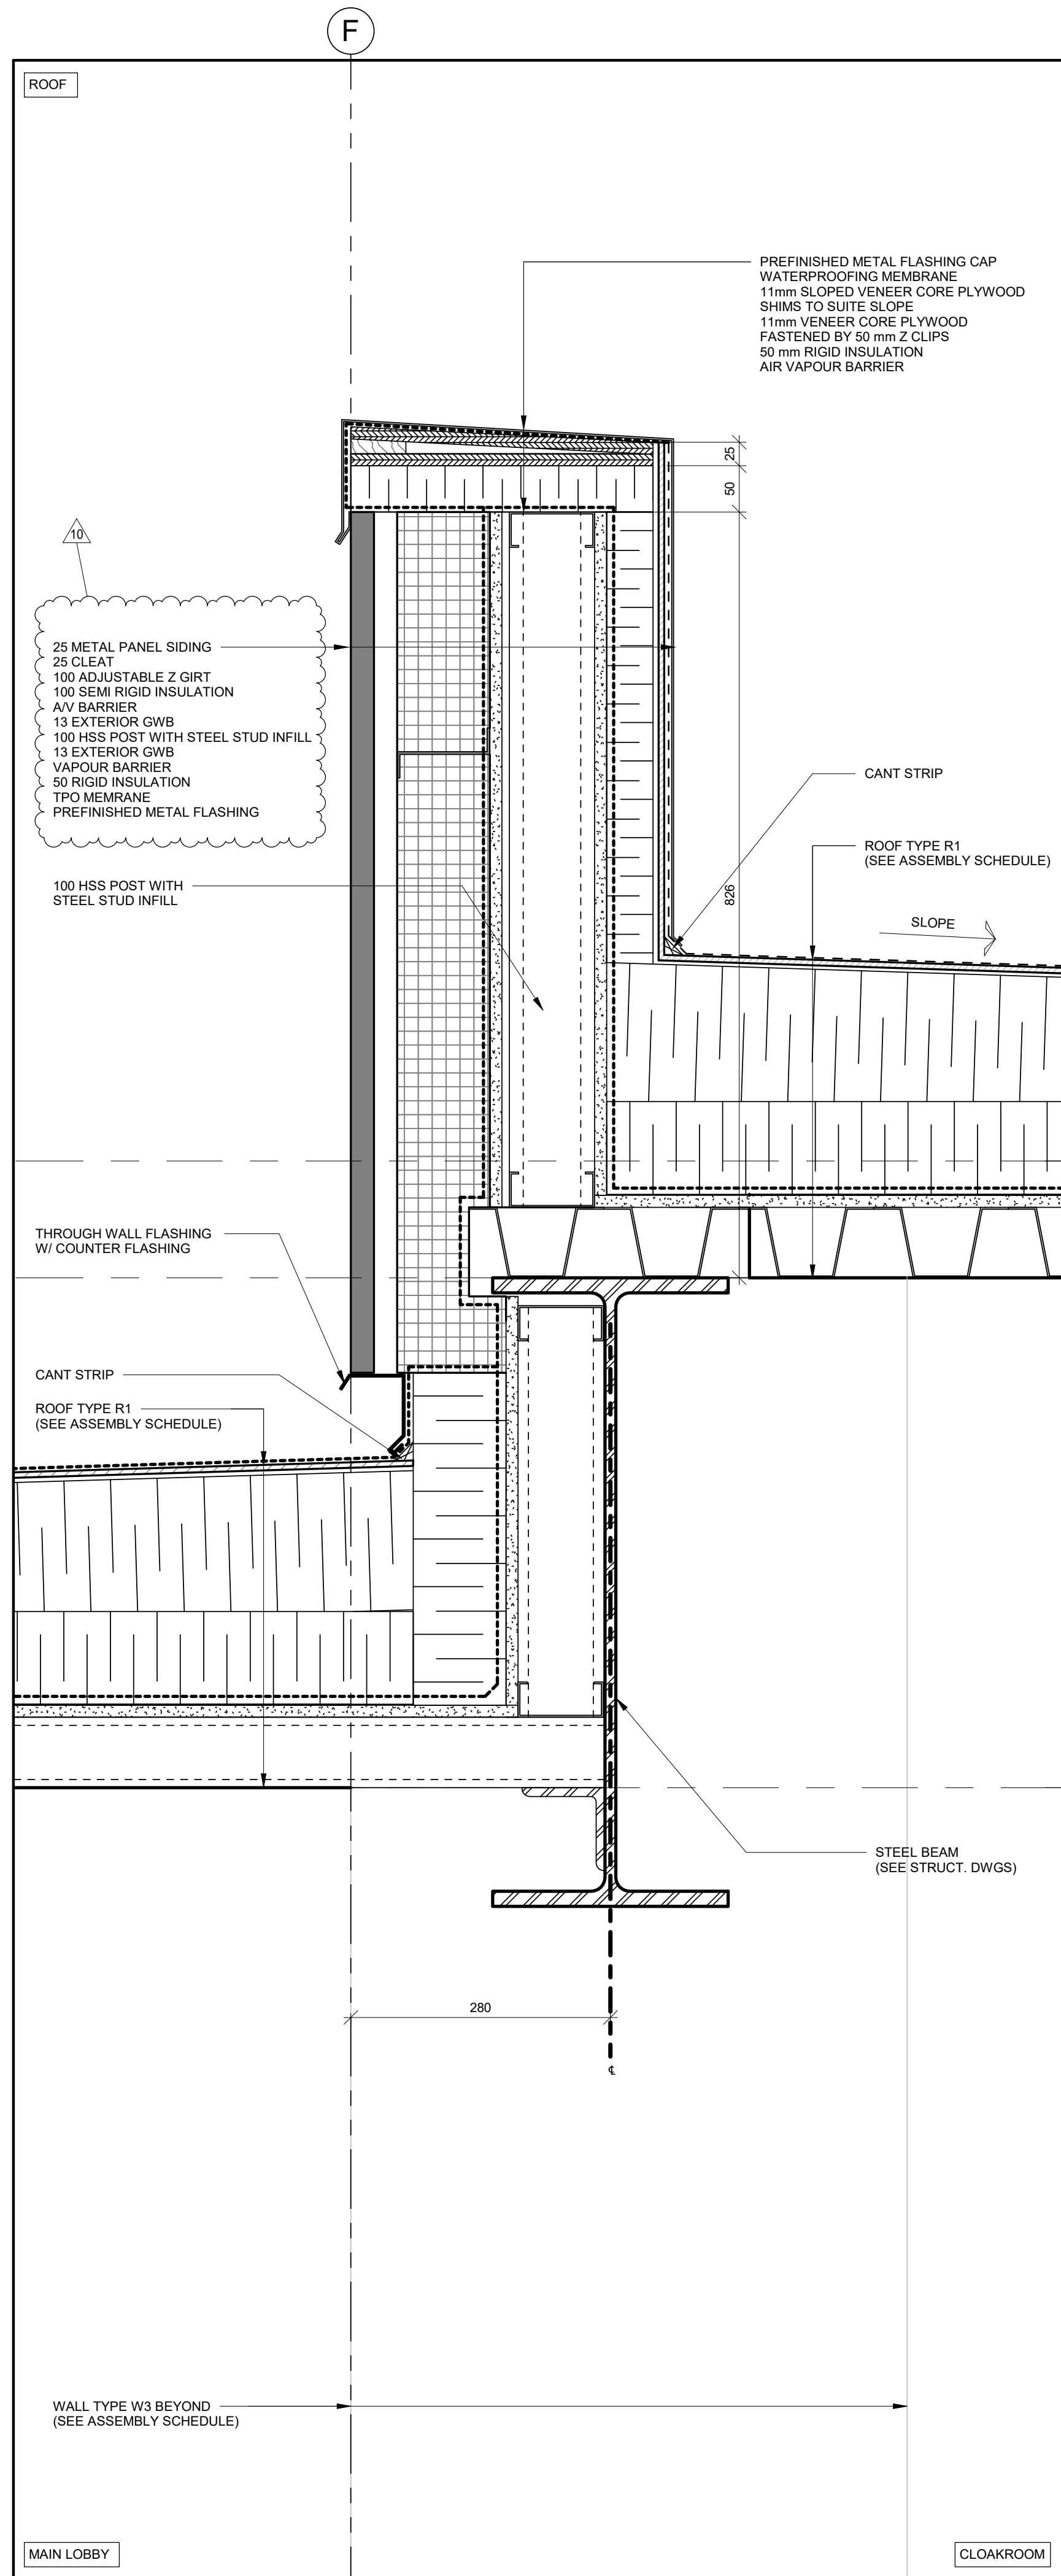 F
ROOF
PREFINISHED METAL FLASHING CAP
WATERPROOFING MEMBRANE
11mm SLOPED VENEER CORE PLYWOOD
SHIMS TO SUITE SLOPE
11mm VENEER CORE PLYWOOD
FASTENED BY 50 mm Z CLIPS
50 mm RIGID INSULATION
AIR VAPOUR BARRIER
25
50
10
25 METAL PANEL SIDING
25 CLEAT
100 ADJUSTABLE Z GIRT
100 SEMI RIGID INSULATION
A/V BARRIER
13 EXTERIOR GWB
100 HSS POST WITH STEEL STUD INFILL
13 EXTERIOR GWB
VAPOUR BARRIER
50 RIGID INSULATION
TPO MEMRANE
PREFINISHED METAL FLASHING
CANT STRIP
ROOF TYPE R1
(SEE ASSEMBLY SCHEDULE)
100 HSS POST WITH
STEEL STUD INFILL
826
SLOPE
THROUGH WALL FLASHING
W/ COUNTER FLASHING
CANT STRIP
ROOF TYPE R1
(SEE ASSEMBLY SCHEDULE)
STEEL BEAM
(SEE STRUCT. DWGS)
280
℄
WALL TYPE W3 BEYOND
(SEE ASSEMBLY SCHEDULE)
MAIN LOBBY
CLOAKROOM